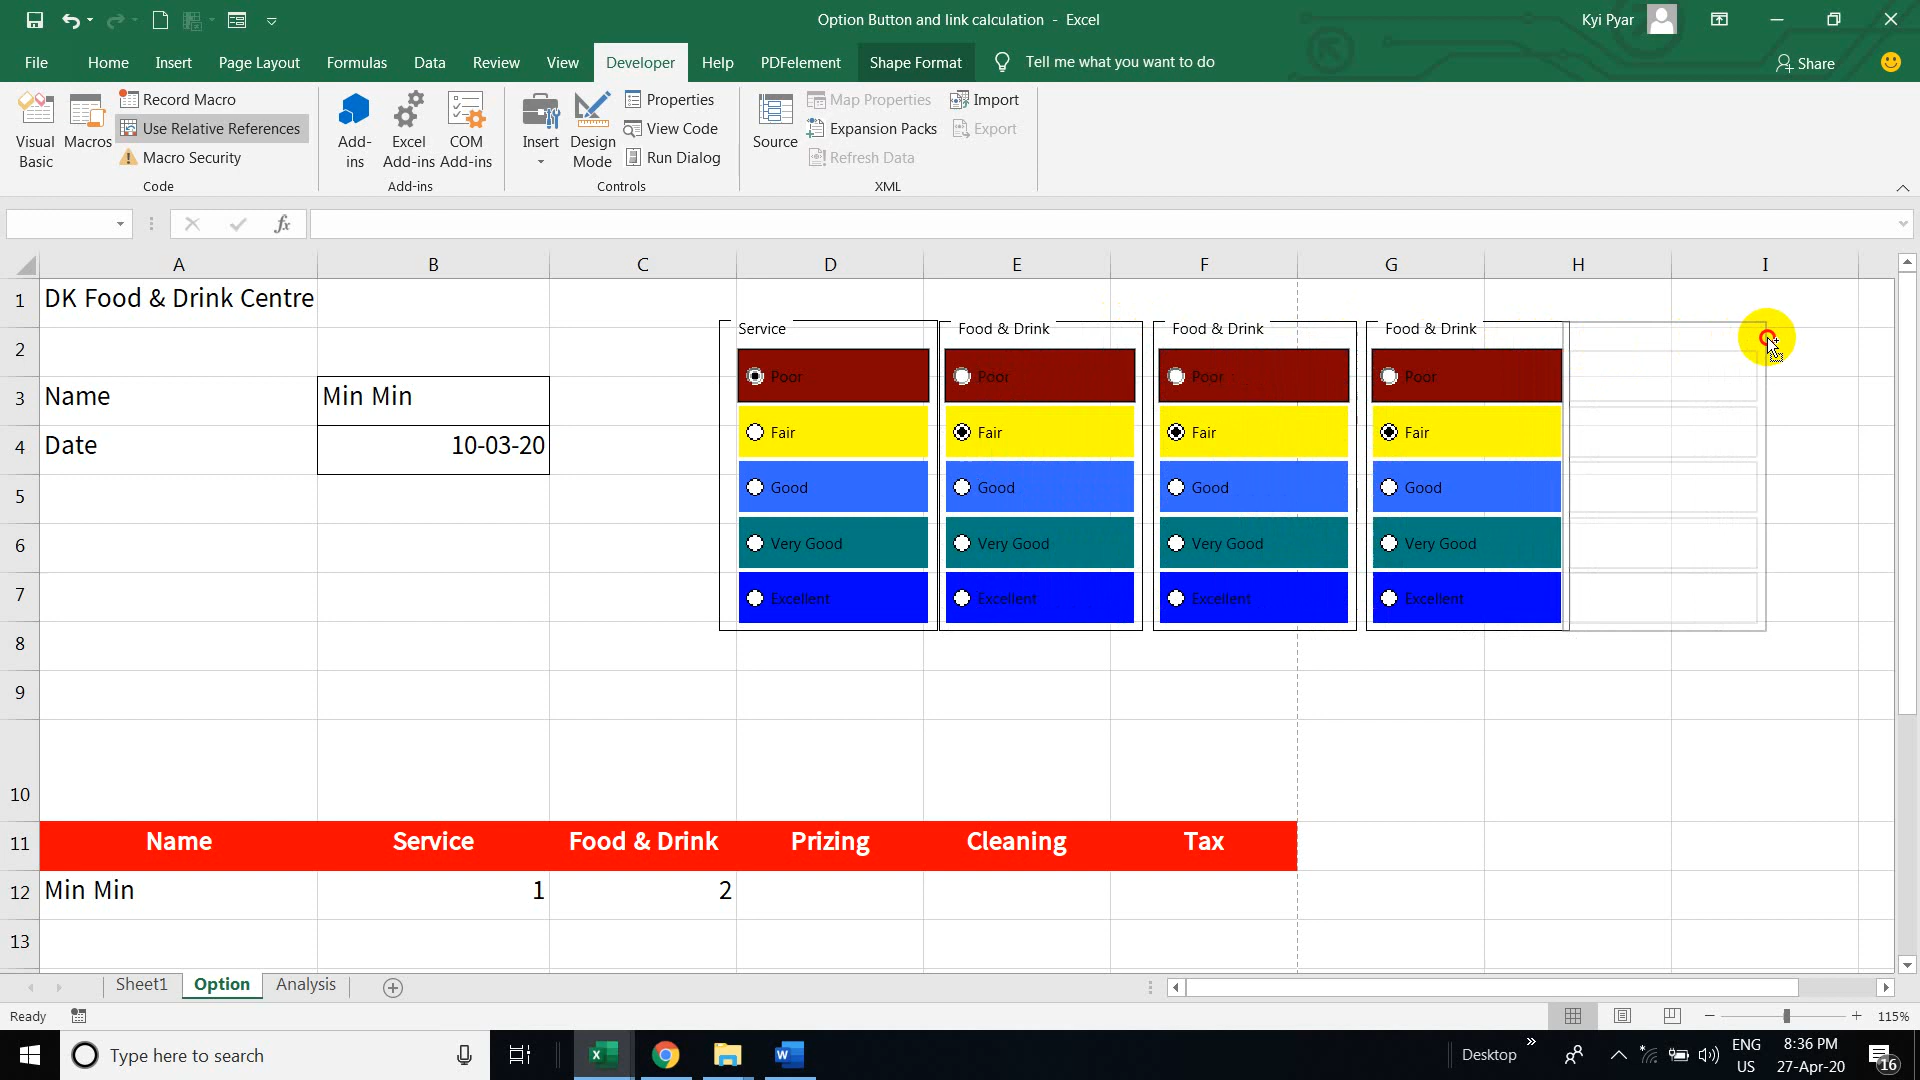 Option Button and link calculation - Excel
Kyi Pyar
File Home Insert Page Layout Formulas Data Review View Developer Help PDFelement Shape Format Tell me what you want to do Share
Visual Basic
Macros
Record Macro
Use Relative References
Macro Security
Code
Add-ins
Excel Add-ins
COM Add-ins
Add-ins
Insert
Design Mode
Properties
View Code
Run Dialog
Controls
Source
Map Properties
Expansion Packs
Refresh Data
Import
Export
XML
fx
A B C D E F G H I
1 DK Food & Drink Centre
Service Food & Drink Food & Drink Food & Drink
2
Poor Poor Poor Poor
3 Name Min Min
Fair Fair Fair Fair
4 Date 10-03-20
Good Good Good Good
5
Very Good Very Good Very Good Very Good
6
Excellent Excellent Excellent Excellent
7
8
9
10
11 Name Service Food & Drink Prizing Cleaning Tax
12 Min Min 1 2
13
Sheet1 Option Analysis
Ready
115%
Type here to search
Desktop
ENG
US
8:36 PM
27-Apr-20
16